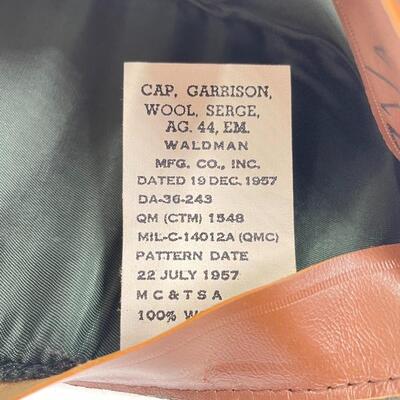 CAP, GARRISON,
WOOL, SERGE,
AG. 44, EM.
WALDMAN
MFG. CO., INC.
DATED 19 DEC. 1957
DA-36-243
QM (CTM) 1548
MIL-C-14012A (QMC)
PATTERN DATE
22 JULY 1957
M C & T S A
100%